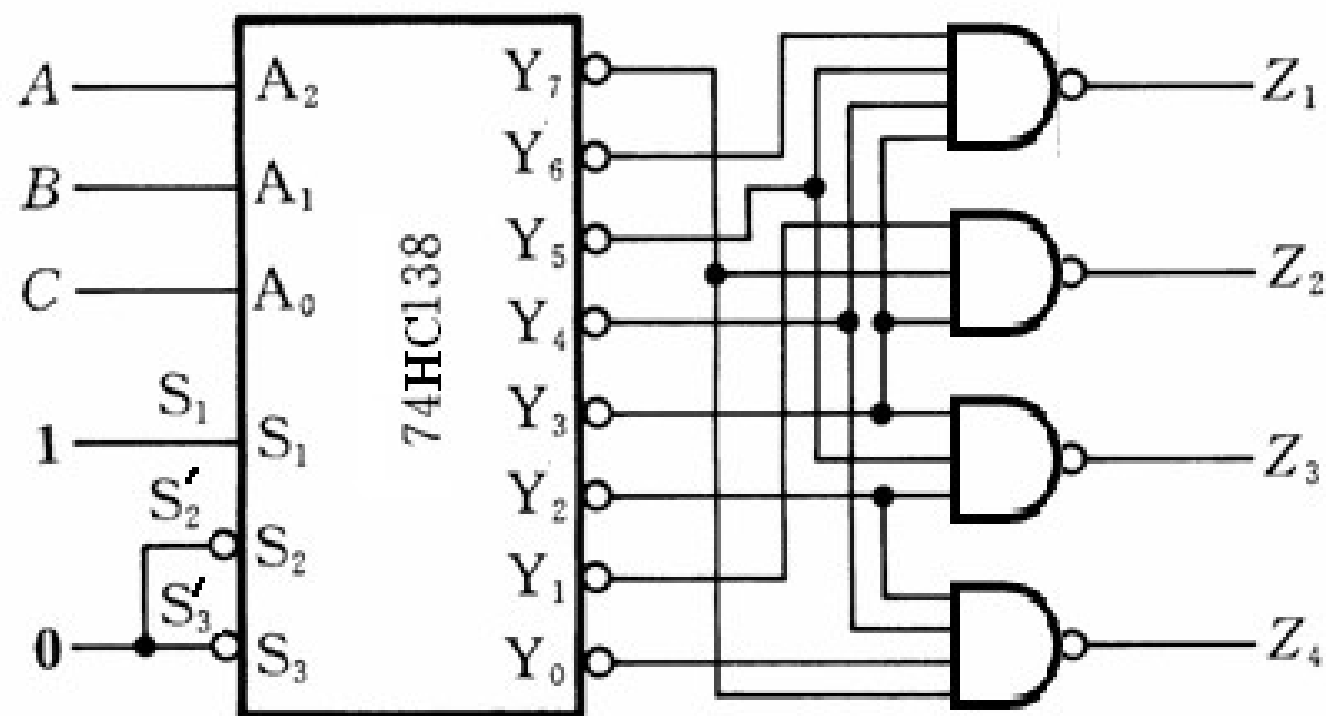 A
B
C
S₁
1
S₂′
S₃′
0
A₂
A₁
A₀
S₁
S₂
S₃
74HC138
Y₇
Y₆
Y₅
Y₄
Y₃
Y₂
Y₁
Y₀
Z₁
Z₂
Z₃
Z₄